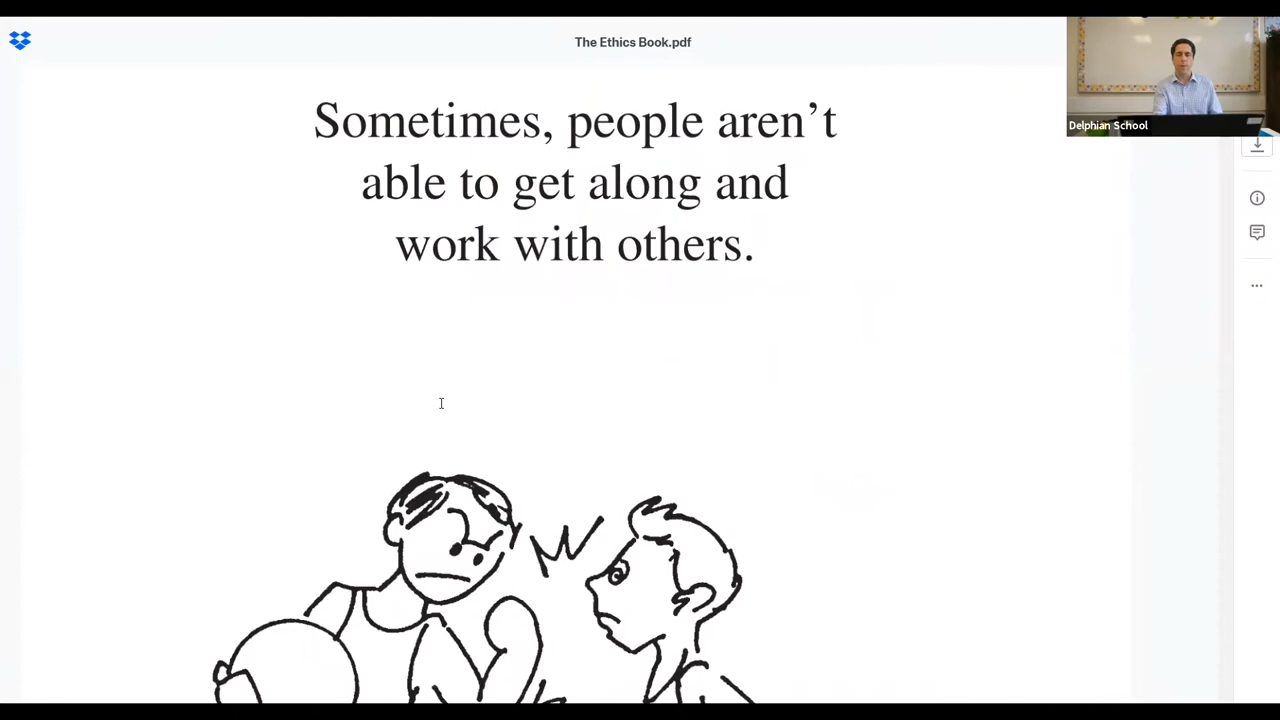 The Ethics Book.pdf
Delphian School
Sometimes, people aren’t
able to get along and
work with others.